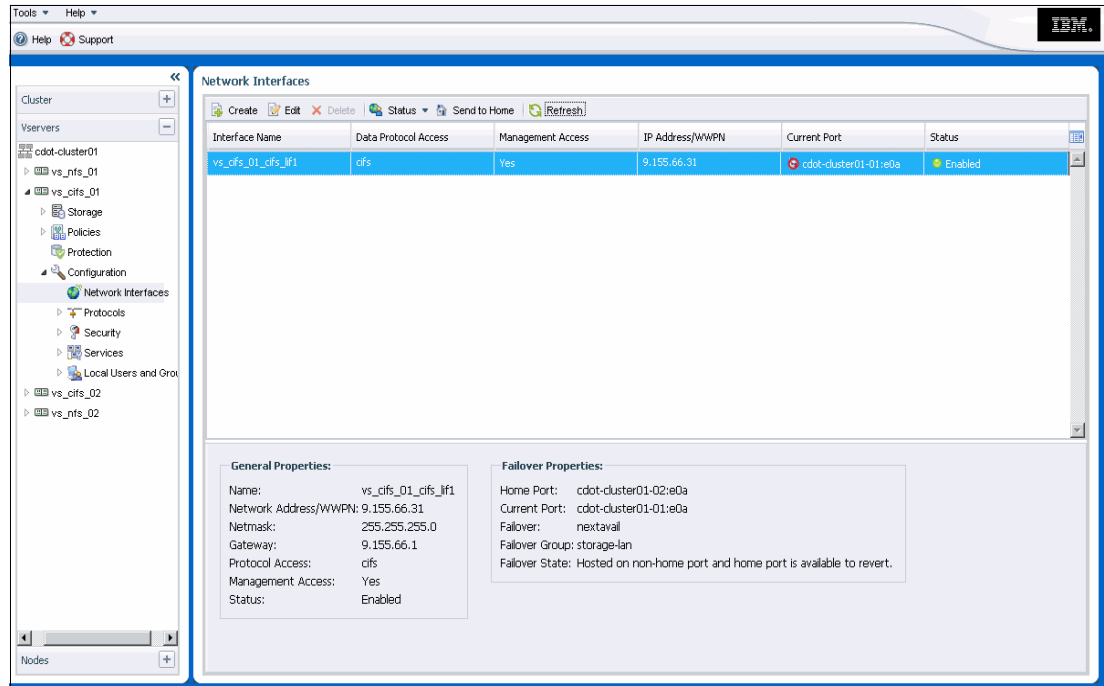 Tools Help
IBM.
Help Support
Cluster
Vservers
cdot-cluster01
vs_nfs_01
vs_cifs_01
Storage
Policies
Protection
Configuration
Network Interfaces
Protocols
Security
Services
Local Users and Grou
vs_cifs_02
vs_nfs_02
Nodes
Network Interfaces
Create Edit Delete Status Send to Home Refresh
Interface Name Data Protocol Access Management Access IP Address/WWPN Current Port Status
vs_cifs_01_cifs_lif1 cifs Yes 9.155.66.31 cdot-cluster01-01:e0a Enabled
General Properties:
Name: vs_cifs_01_cifs_lif1
Network Address/WWPN: 9.155.66.31
Netmask: 255.255.255.0
Gateway: 9.155.66.1
Protocol Access: cifs
Management Access: Yes
Status: Enabled
Failover Properties:
Home Port: cdot-cluster01-02:e0a
Current Port: cdot-cluster01-01:e0a
Failover: nextavail
Failover Group: storage-lan
Failover State: Hosted on non-home port and home port is available to revert.